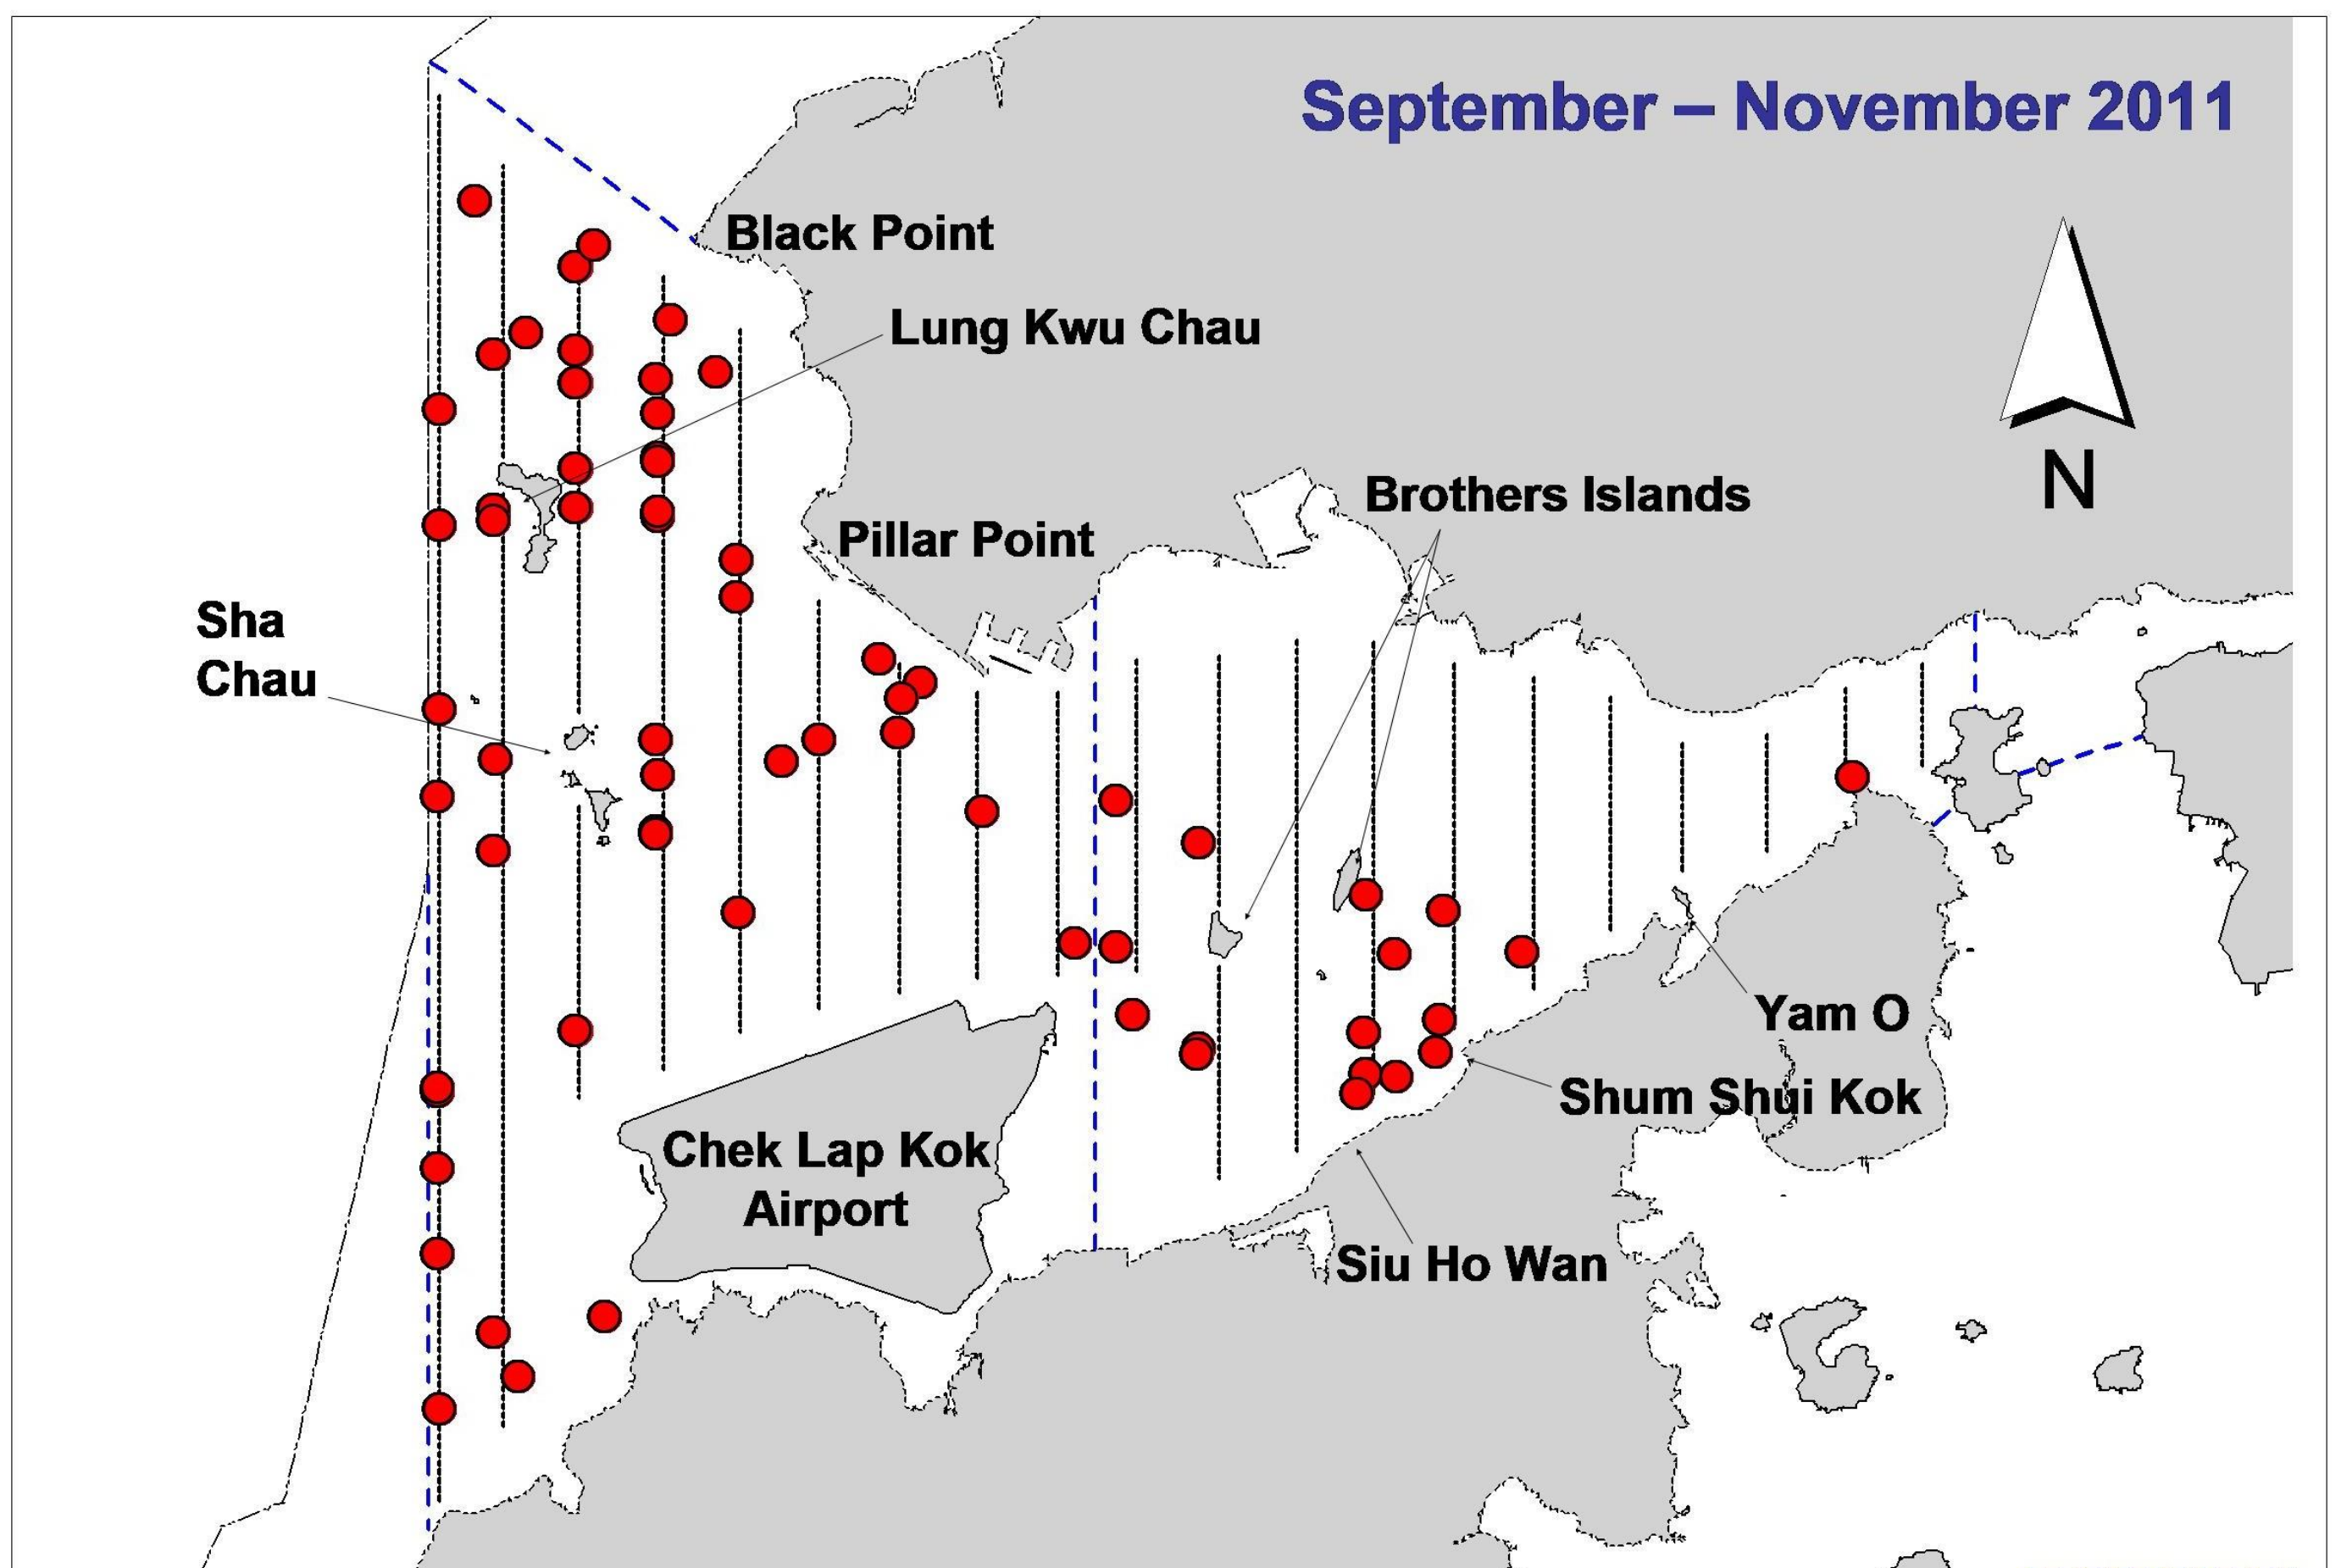 September – November 2011
Black Point
Lung Kwu Chau
N
Brothers Islands
Pillar Point
Sha
Chau
Yam O
Shum Shui Kok
Chek Lap Kok
Airport
Siu Ho Wan